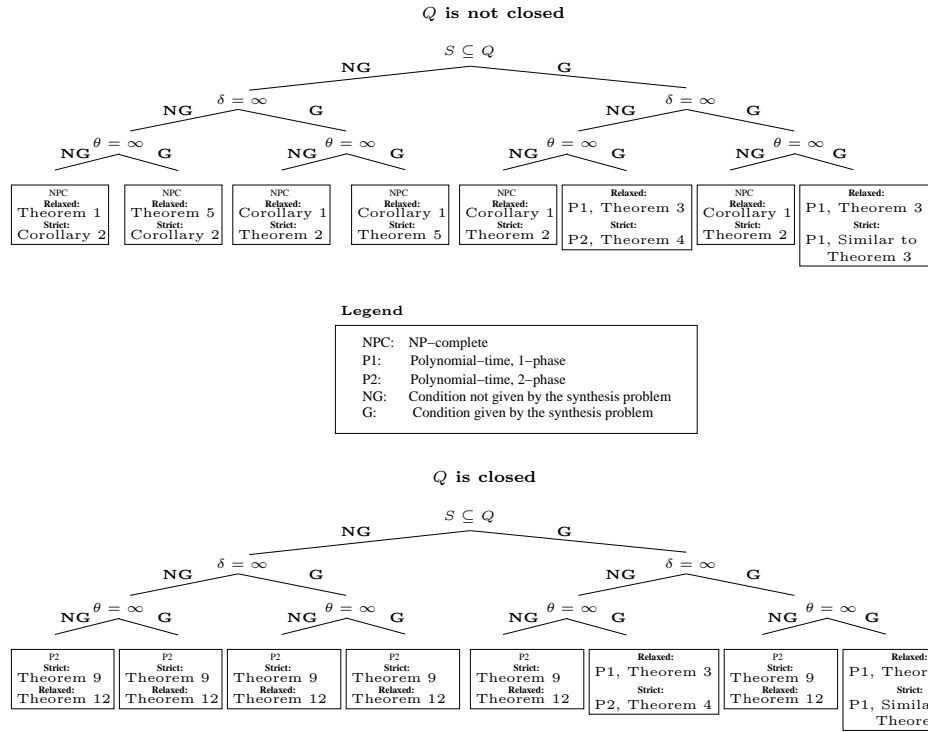 Q is not closed
S ⊆ Q
NG G
δ = ∞ δ = ∞
NG G NG G
θ = ∞ θ = ∞ θ = ∞ θ = ∞
NG G NG G NG G NG G
NPC
Relaxed:
Theorem 1
Strict:
Corollary 2
NPC
Relaxed:
Theorem 5
Strict:
Corollary 2
NPC
Relaxed:
Corollary 1
Strict:
Theorem 2
NPC
Relaxed:
Corollary 1
Strict:
Theorem 5
NPC
Relaxed:
Corollary 1
Strict:
Theorem 2
Relaxed:
P1, Theorem 3
Strict:
P2, Theorem 4
NPC
Relaxed:
Corollary 1
Strict:
Theorem 2
Relaxed:
P1, Theorem 3
Strict:
P1, Similar to
Theorem 3
Legend
NPC: NP–complete
P1: Polynomial–time, 1–phase
P2: Polynomial–time, 2–phase
NG: Condition not given by the synthesis problem
G: Condition given by the synthesis problem
Q is closed
S ⊆ Q
NG G
δ = ∞ δ = ∞
NG G NG G
θ = ∞ θ = ∞ θ = ∞ θ = ∞
NG G NG G NG G NG G
P2
Strict:
Theorem 9
Relaxed:
Theorem 12
P2
Strict:
Theorem 9
Relaxed:
Theorem 12
P2
Strict:
Theorem 9
Relaxed:
Theorem 12
P2
Strict:
Theorem 9
Relaxed:
Theorem 12
P2
Strict:
Theorem 9
Relaxed:
Theorem 12
Relaxed:
P1, Theorem 3
Strict:
P2, Theorem 4
P2
Strict:
Theorem 9
Relaxed:
Theorem 12
Relaxed:
P1,
Strict:
P1,